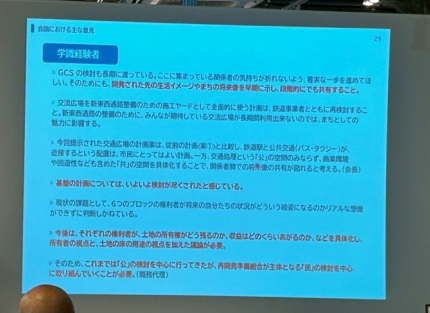 会議における主な意見
29
学識経験者
GCSの検討も長期に渡っている。ここに集まっている関係者の気持ちが折れないよう、着実な一歩を進めてほ
しい。そのためにも、開発された先の生活イメージやまちの将来像を早期に示し、段階的にでも共有すること。
交流広場を新東西通路整備のための施工ヤードとして全面的に使う計画は、鉄道事業者とともに再検討するこ
と。新東西通路の整備のために、みんなが期待している交流広場が長期間利用出来ないのでは、まちとしての
魅力に影響する。
今回提示された交通広場の計画案は、従前の計画(案1)と比較し、鉄道駅と公共交通(バス・タクシー)が、
近接するという配置は、市民にとってはよい計画。一方、交通処理という「公」の空間のみならず、商業環境
や回遊性なども含めた「共」の空間を具体化することで、関係者間での将来像の共有が図れると考える。(会長)
基盤の計画については、いよいよ検討が尽くされたと感じている。
現状の課題として、6つのブロックの権利者が将来の自分たちの状況がどういう絵姿になるのかリアルな想像
ができずに判断しかねている。
今後は、それぞれの権利者が、土地の所有権がどう残るのか、収益はどのくらいあがるのか、などを具体化し、
所有者の視点と、土地の床の用途の視点を加えた議論が必要。
そのため、これまでは「公」の検討を中心に行ってきたが、再開発準備組合が主体となる「民」の検討を中心
に取り組んでいくことが必要。(職務代理)